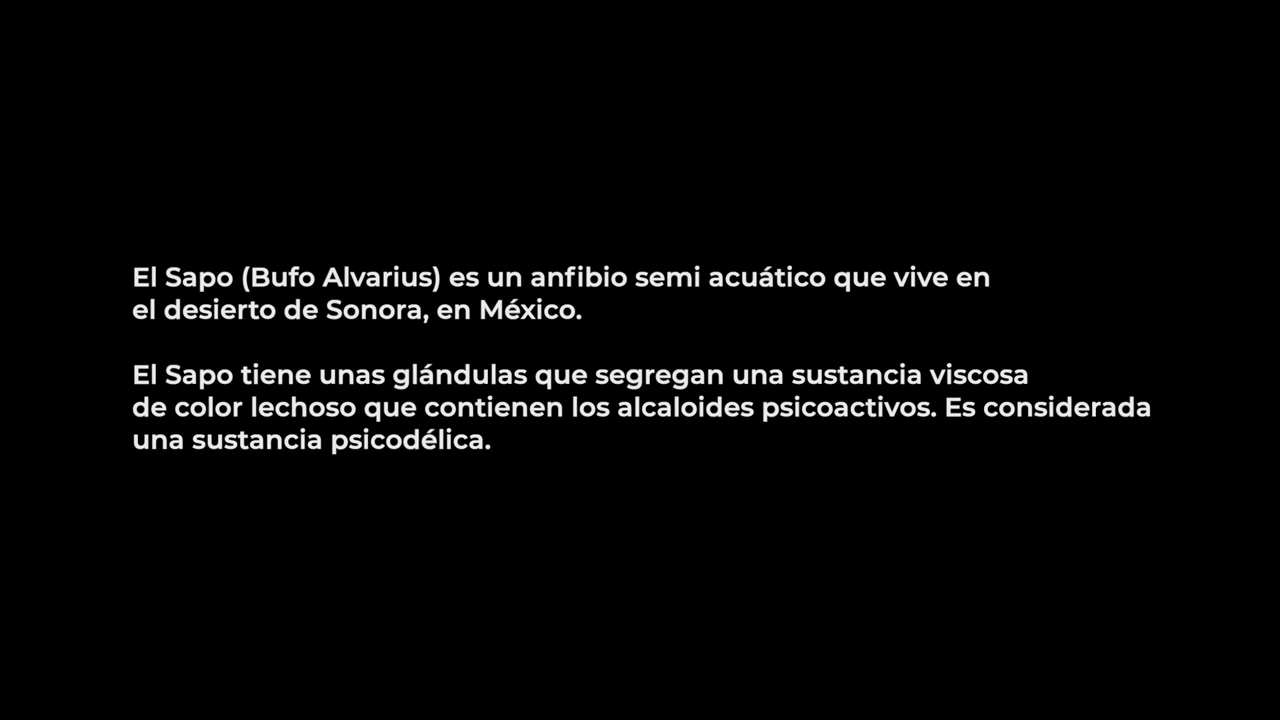 El Sapo (Bufo Alvarius) es un anfibio semi acuático que vive en
el desierto de Sonora, en México.
El Sapo tiene unas glándulas que segregan una sustancia viscosa
de color lechoso que contienen los alcaloides psicoactivos. Es considerada
una sustancia psicodélica.